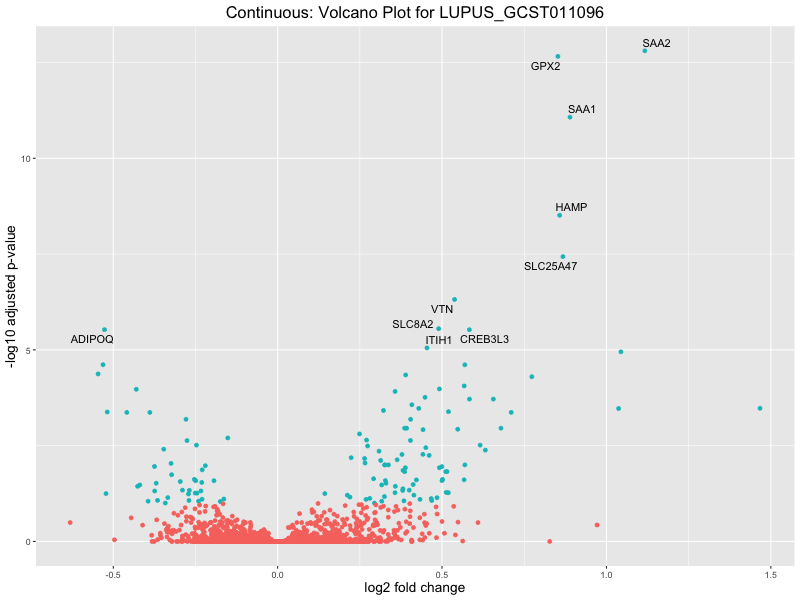 Continuous: Volcano Plot for LUPUS_GCST011096
SAA2
GPX2
SAA1
10
HAMP
SLC25A47
VTN
SLC8A2
ADIPOQ
ITIH1
CREB3L3
5
0
-log10 adjusted p-value
-0.5
0.0
0.5
1.0
1.5
log2 fold change